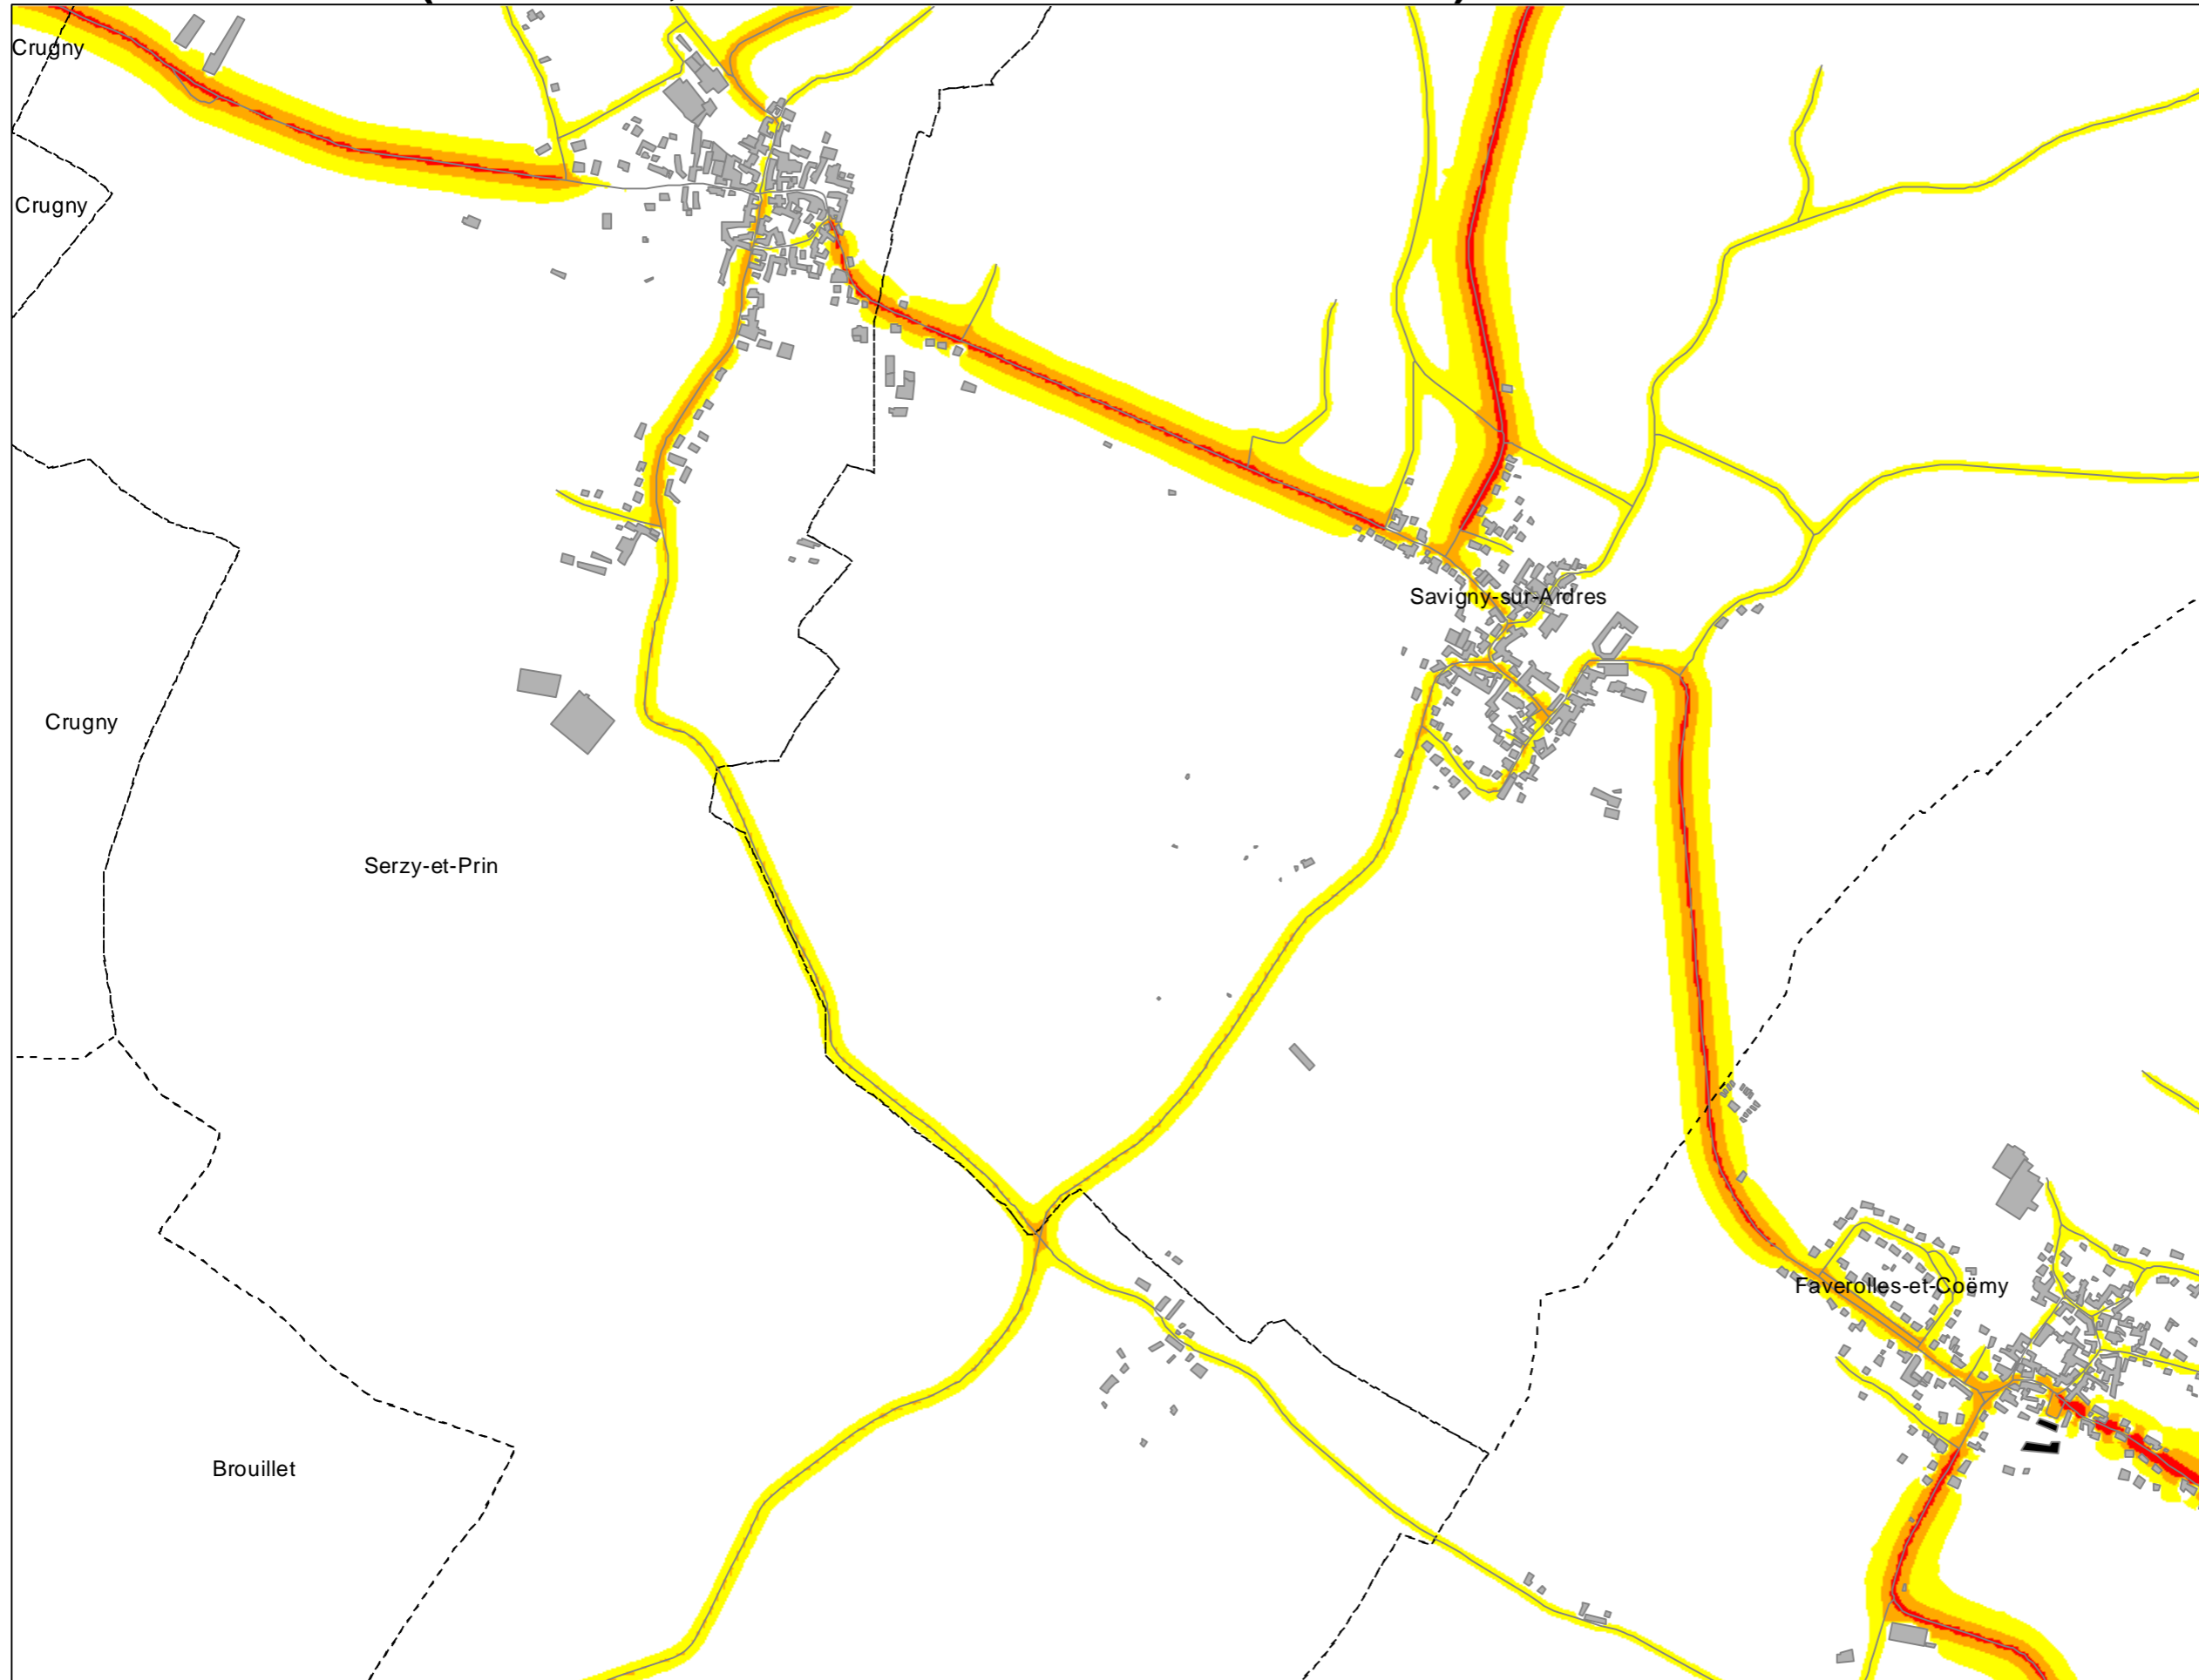 Crugny
Crugny
Savigny-sur-Ardres
Crugny
Serzy-et-Prin
Faverolles-et-Coëmy
Brouillet